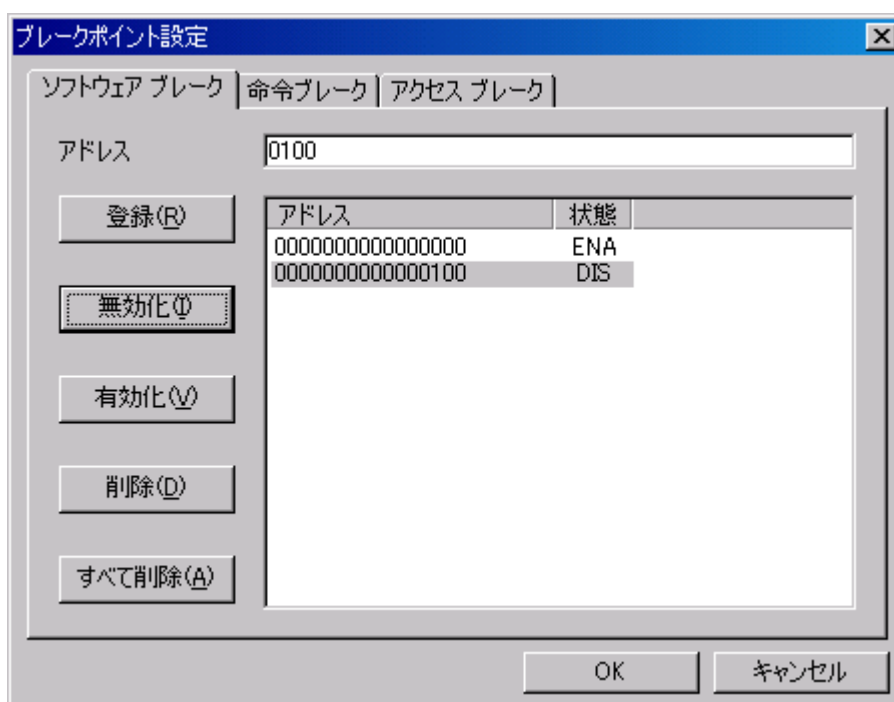 ブレークポイント設定
ソフトウェア ブレーク 命令ブレーク アクセス ブレーク
アドレス 0100
登録(R)
無効化(I)
有効化(V)
削除(D)
すべて削除(A)
アドレス 状態
0000000000000000 ENA
0000000000000100 DIS
OK キャンセル